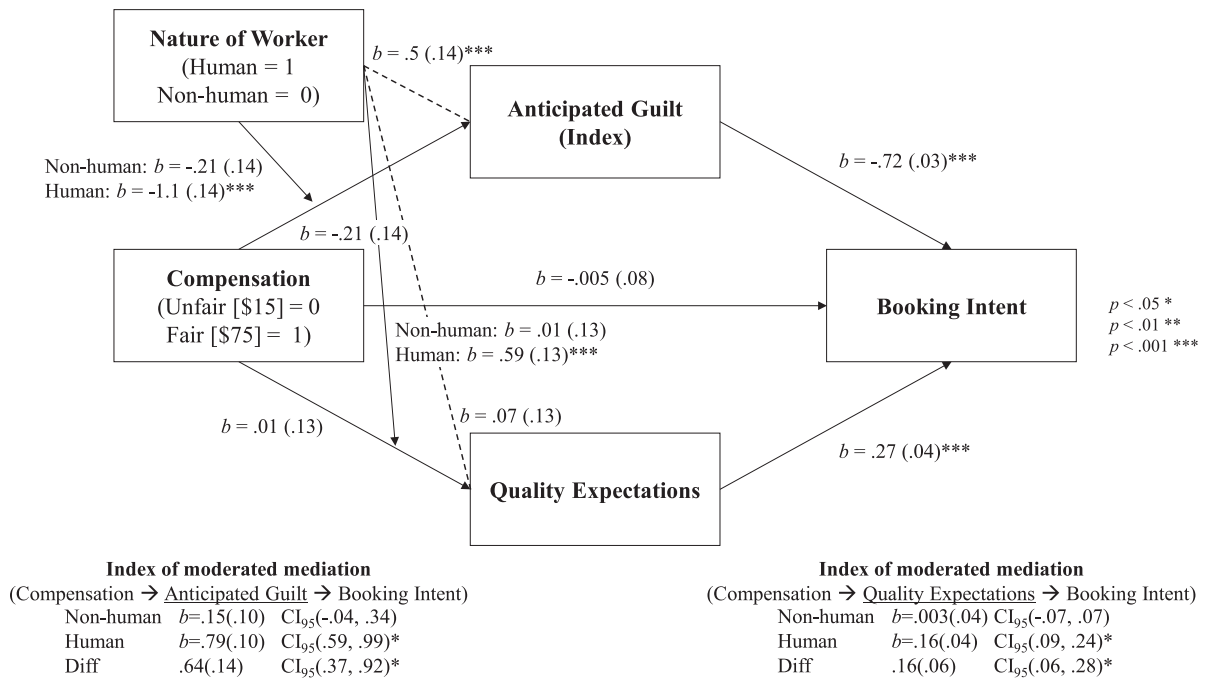 Nature of Worker
(Human = 1
Non-human = 0)
b = .5 (.14)***
Anticipated Guilt
(Index)
Non-human: b = -.21 (.14)
Human: b = -1.1 (.14)***
b = -.72 (.03)***
b = -.21 (.14)
Compensation
(Unfair [$15] = 0
Fair [$75] = 1)
b = -.005 (.08)
Booking Intent
p < .05 *
p < .01 **
p < .001 ***
Non-human: b = .01 (.13)
Human: b = .59 (.13)***
b = .01 (.13)
b = .07 (.13)
b = .27 (.04)***
Quality Expectations
Index of moderated mediation
(Compensation → Anticipated Guilt → Booking Intent)
Non-human b=.15(.10) CI95(-.04, .34)
Human b=.79(.10) CI95(.59, .99)*
Diff .64(.14) CI95(.37, .92)*
Index of moderated mediation
(Compensation → Quality Expectations → Booking Intent)
Non-human b=.003(.04) CI95(-.07, .07)
Human b=.16(.04) CI95(.09, .24)*
Diff .16(.06) CI95(.06, .28)*